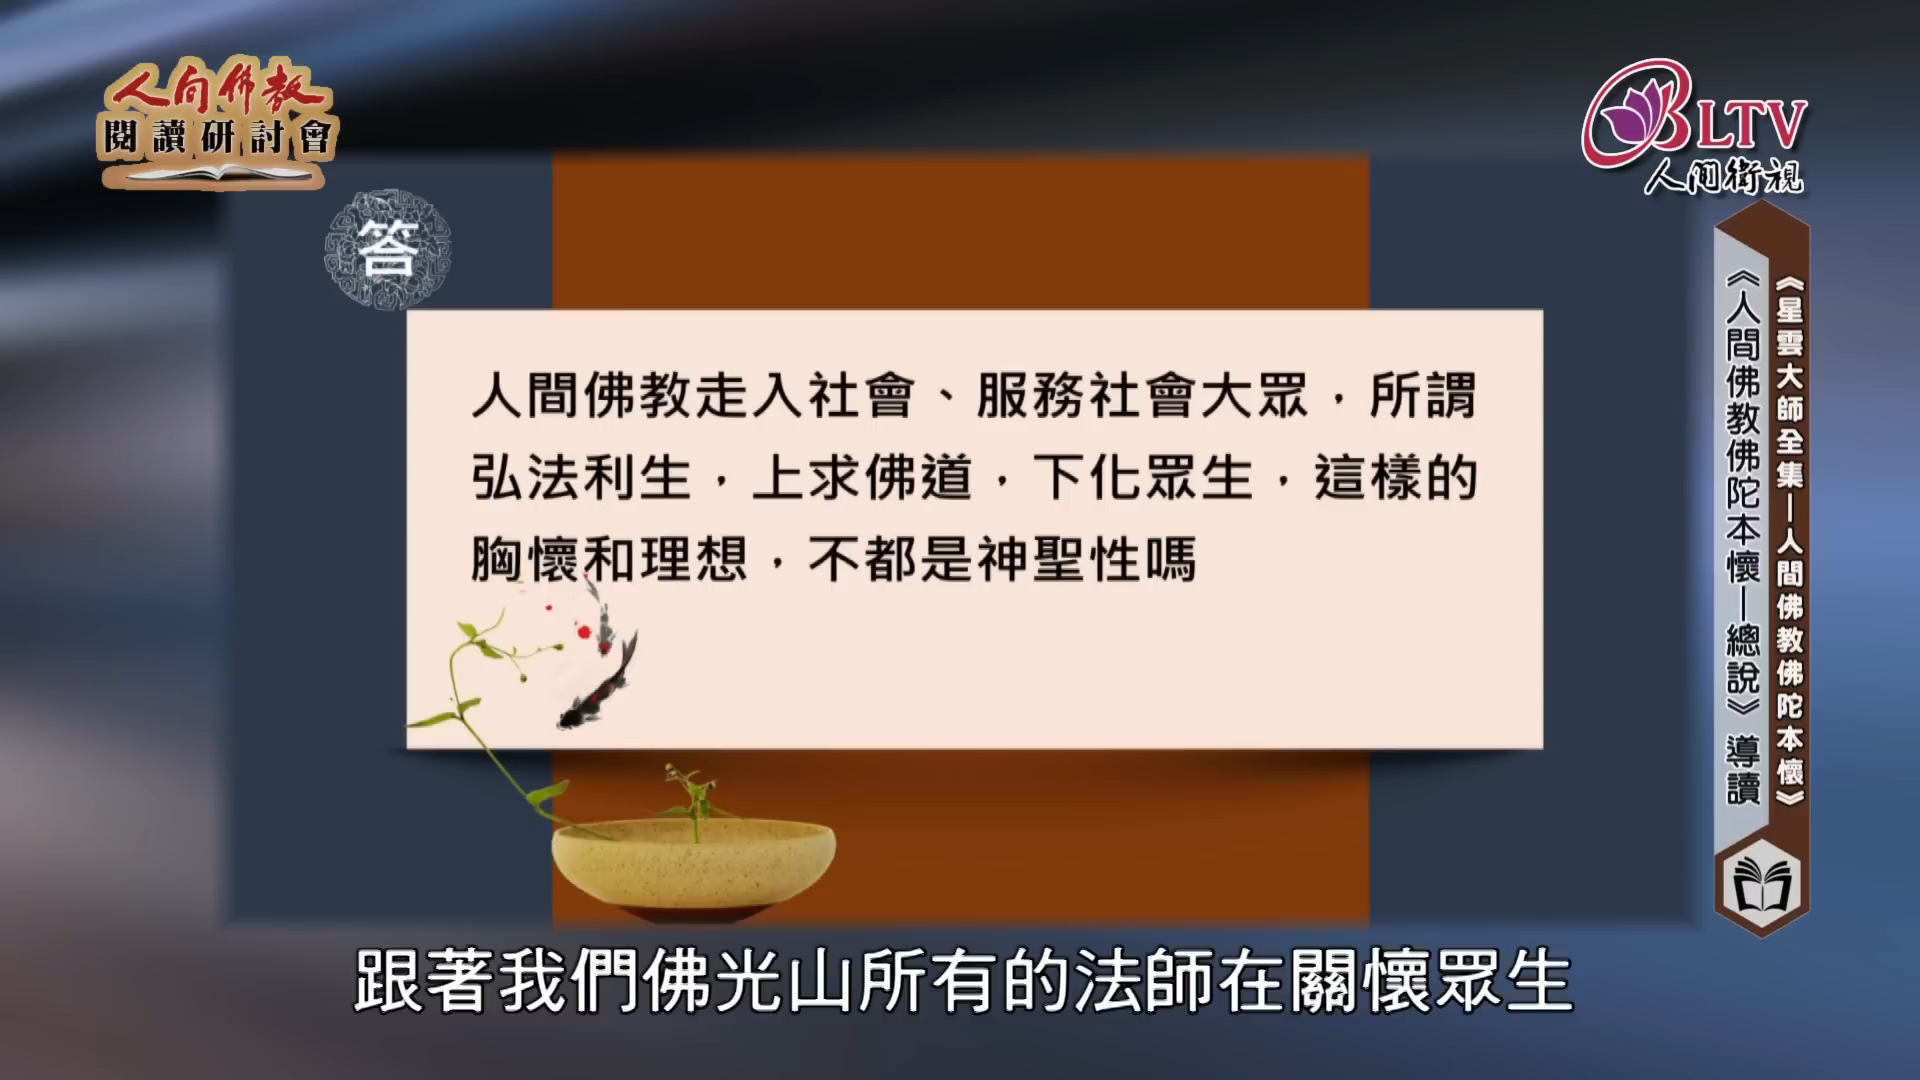 人间佛教
閱讀研討會
BLTV
人間衛視
答
人間佛教走入社會、服務社會大眾，所謂
弘法利生，上求佛道，下化眾生，這樣的
胸懷和理想，不都是神聖性嗎
《星雲大師全集—人間佛教佛陀本懷》
《人間佛教佛陀本懷—總說》導讀
跟著我們佛光山所有的法師在關懷眾生